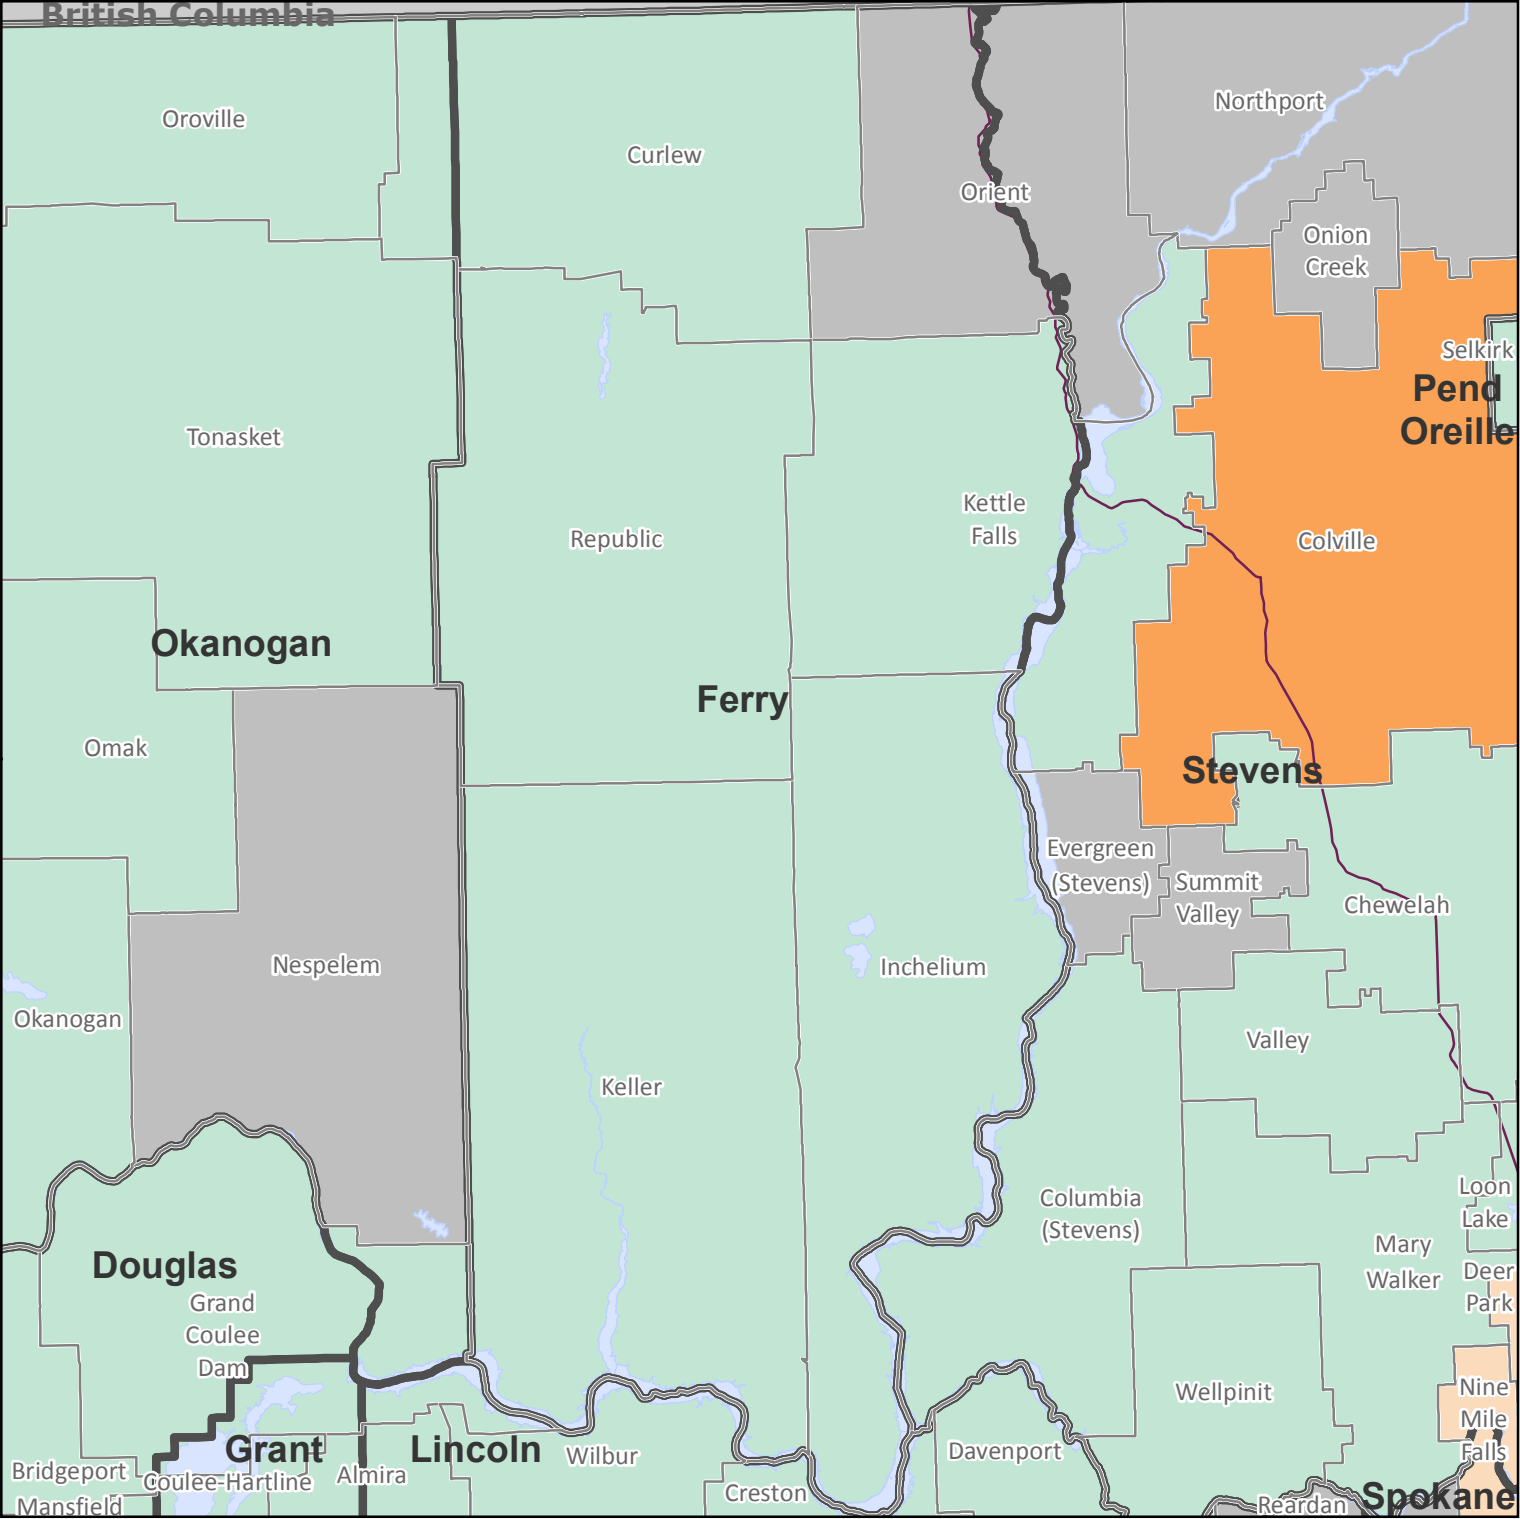 British Columbia
Oroville
Curlew
Northport
Orient
Onion
Creek
Selkirk
Pend
Oreille
Tonasket
Kettle
Falls
Republic
Colville
Okanogan
Ferry
Omak
Stevens
Evergreen
(Stevens)
Summit
Valley
Chewelah
Nespelem
Inchelium
Okanogan
Valley
Keller
Columbia
(Stevens)
Loon
Lake
Mary
Walker
Deer
Park
Douglas
Grand
Coulee
Dam
Wellpinit
Nine
Mile
Falls
Grant
Lincoln
Wilbur
Davenport
Bridgeport
Coulee-Hartline
Almira
Creston
Mansfield
Reardan
Spokane